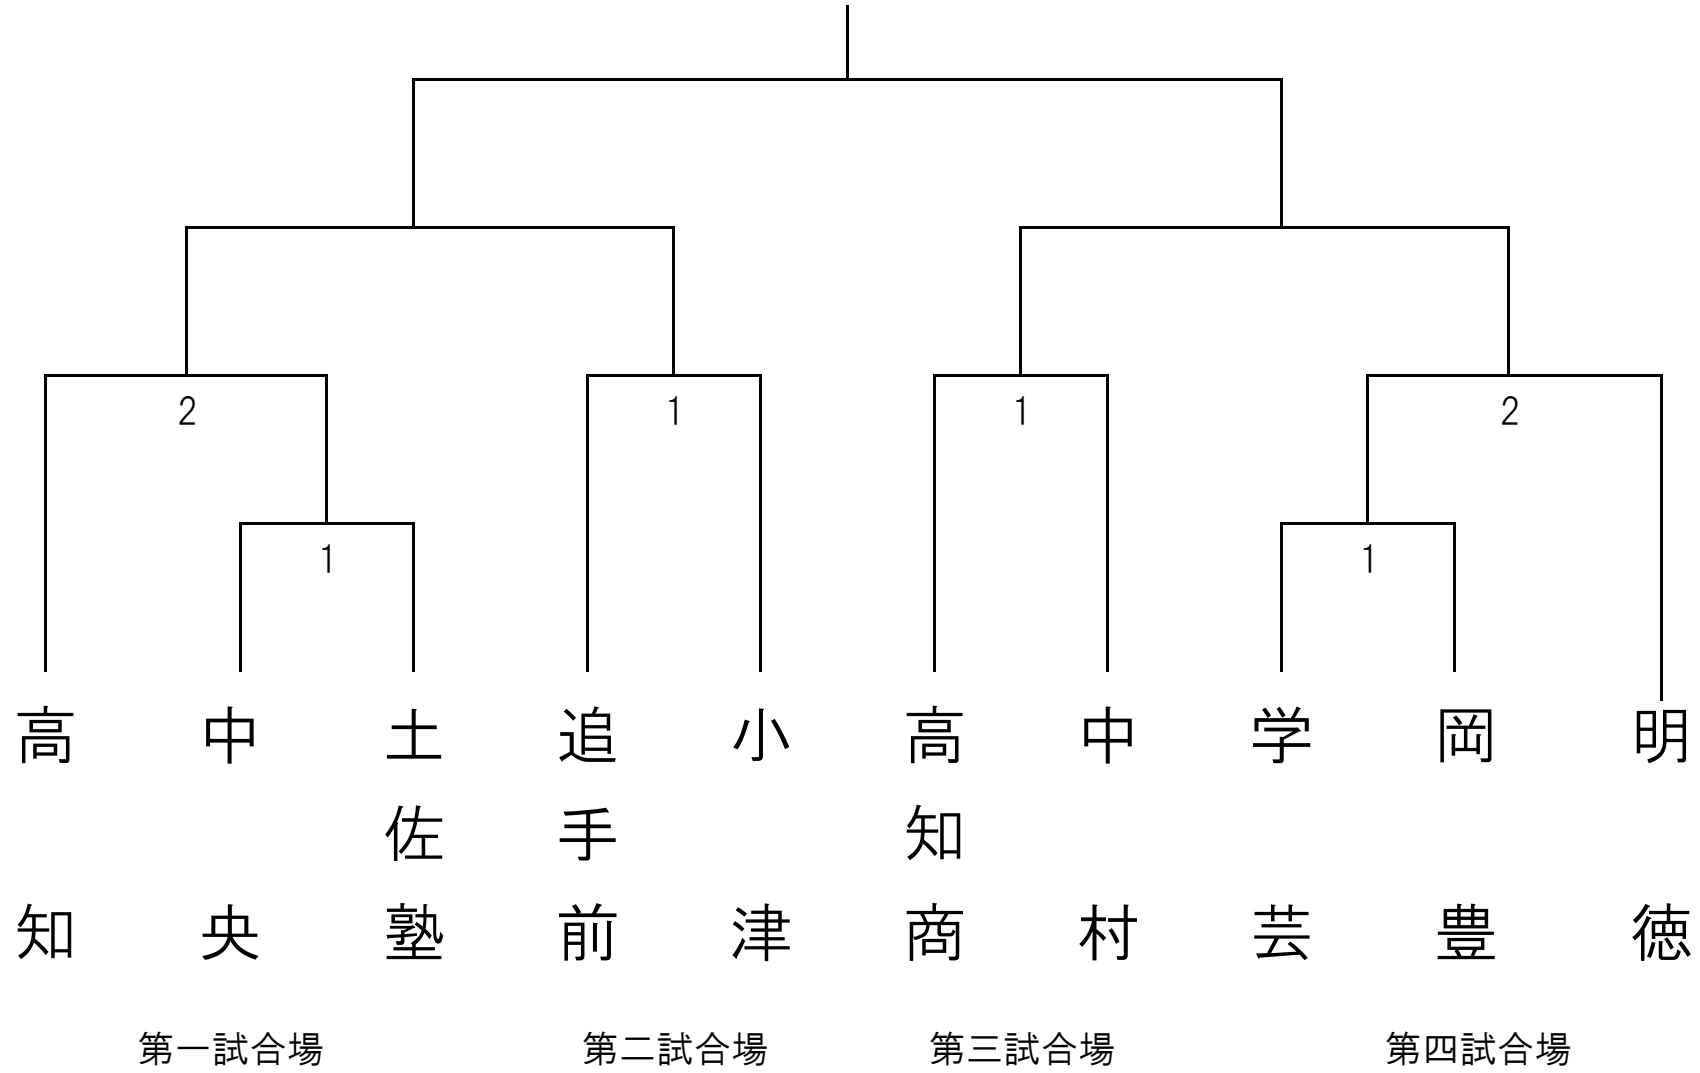 2
1
1
2
1
1
高知
中央
土佐塾
追手前
小津
高知商
中村
学芸
岡豊
明徳
第一試合場
第二試合場
第三試合場
第四試合場